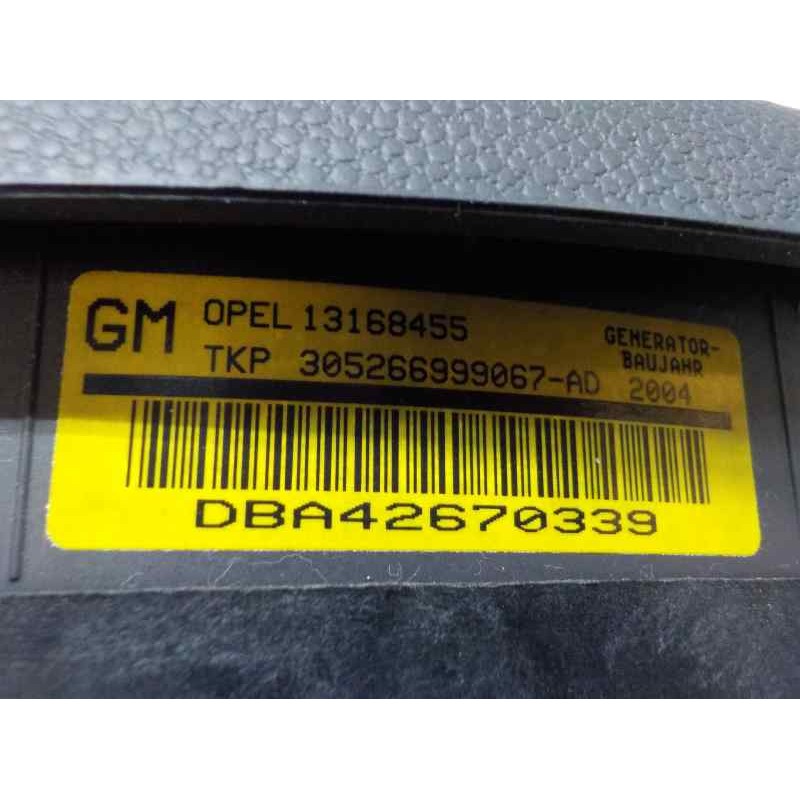 GM OPEL 13168455 GENERATOR-
BAUJAHR
TKP 305266999067-AD 2004
DBA42670339